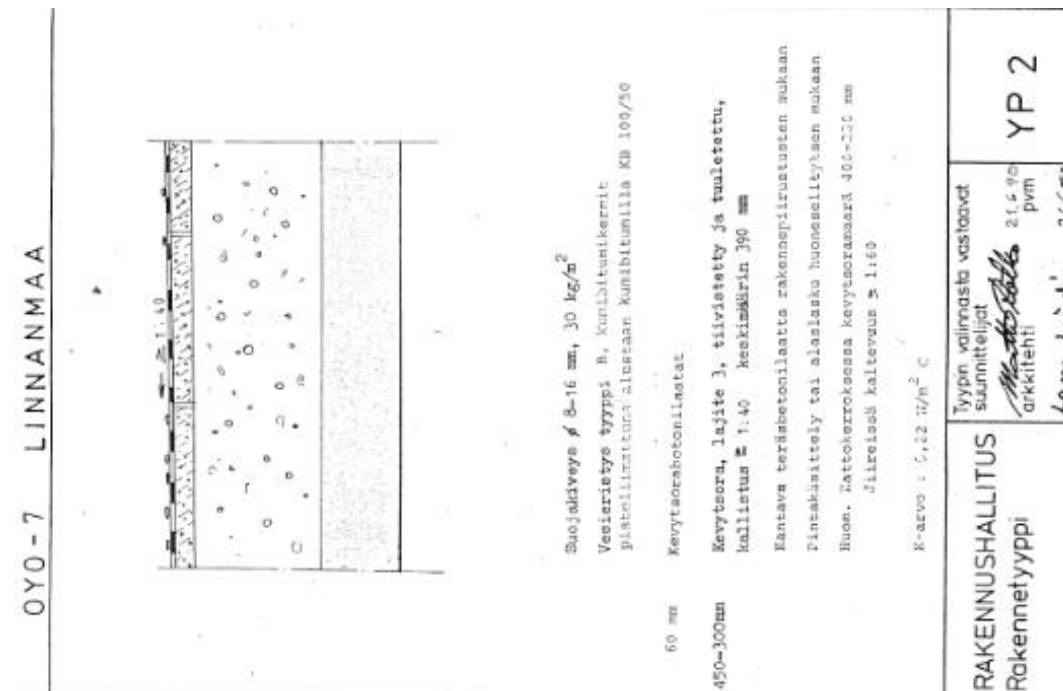 OYO-7 LINNANMAA
≥ 1:40
Suojakiveys ø 8-16 mm, 30 kg/m²
Vesieristys tyyppi B, kumibitumikermit
pisteliimattuna alustaan kumibitumilla KB 100/50
60 mm Kevytsorabetonilaatat
450-300mm Kevytsora, lajite 3, tiivistetty ja tuuletettu,
kallistus ≥ 1:40 keskimäärin 390 mm
Kantava teräsbetonilaatta rakennepiirustusten mukaan
Pintakäsittely tai alaslasku huoneselityksen mukaan
Huom. Kattokerroksessa kevytsoramäärä
Jiireissä kaltevuus ≥ 1:60
K-arvo : 0,22 W/m² C
RAKENNUSHALLITUS
Rakennetyyppi
Tyypin valinnasta vastaavat
suunnittelijat
21.6.90
arkkitehti pvm
YP 2